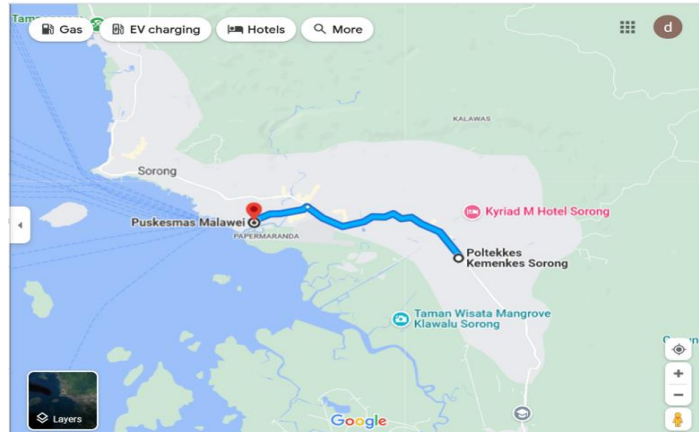 Gas
EV charging
Hotels
More
d
KALAWAS
Sorong
Kyriad M Hotel Sorong
Puskesmas Malawei
PAPERMARANDA
Poltekkes
Kemenkes Sorong
Taman Wisata Mangrove
Klawalu Sorong
Layers
Google